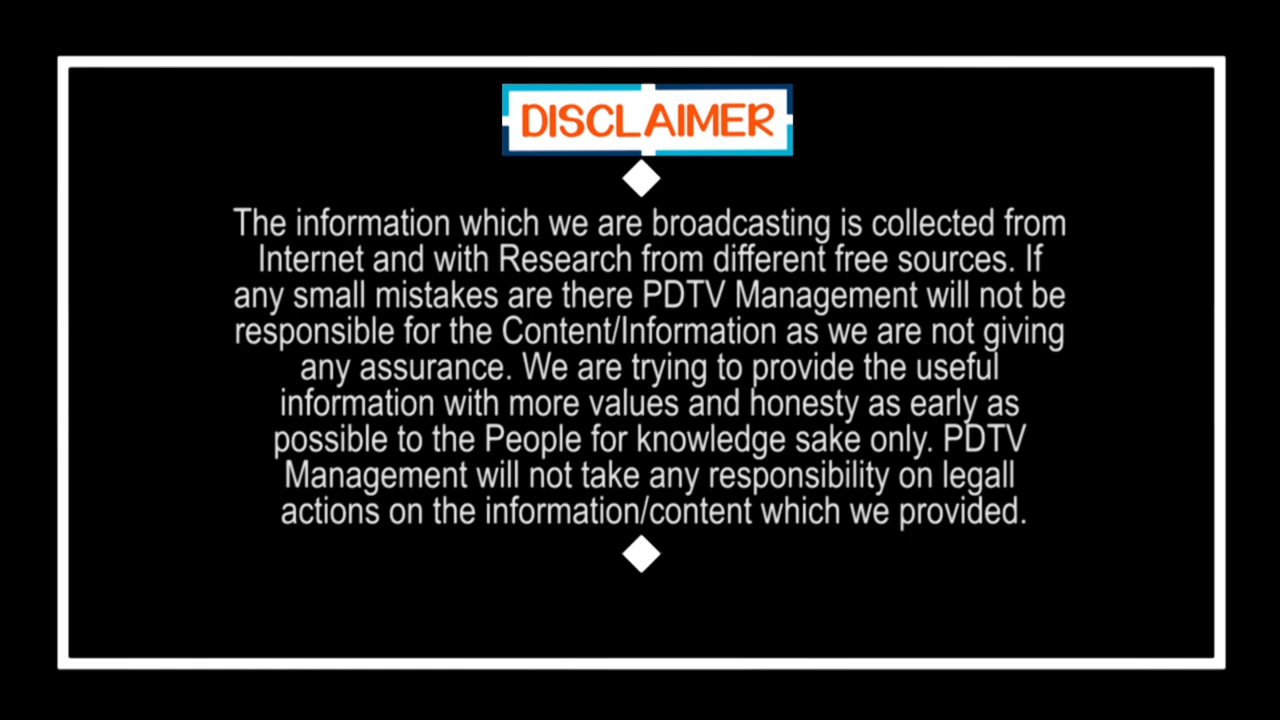 DISCLAIMER
The information which we are broadcasting is collected from
Internet and with Research from different free sources. If
any small mistakes are there PDTV Management will not be
responsible for the Content/Information as we are not giving
any assurance. We are trying to provide the useful
information with more values and honesty as early as
possible to the People for knowledge sake only. PDTV
Management will not take any responsibility on legall
actions on the information/content which we provided.